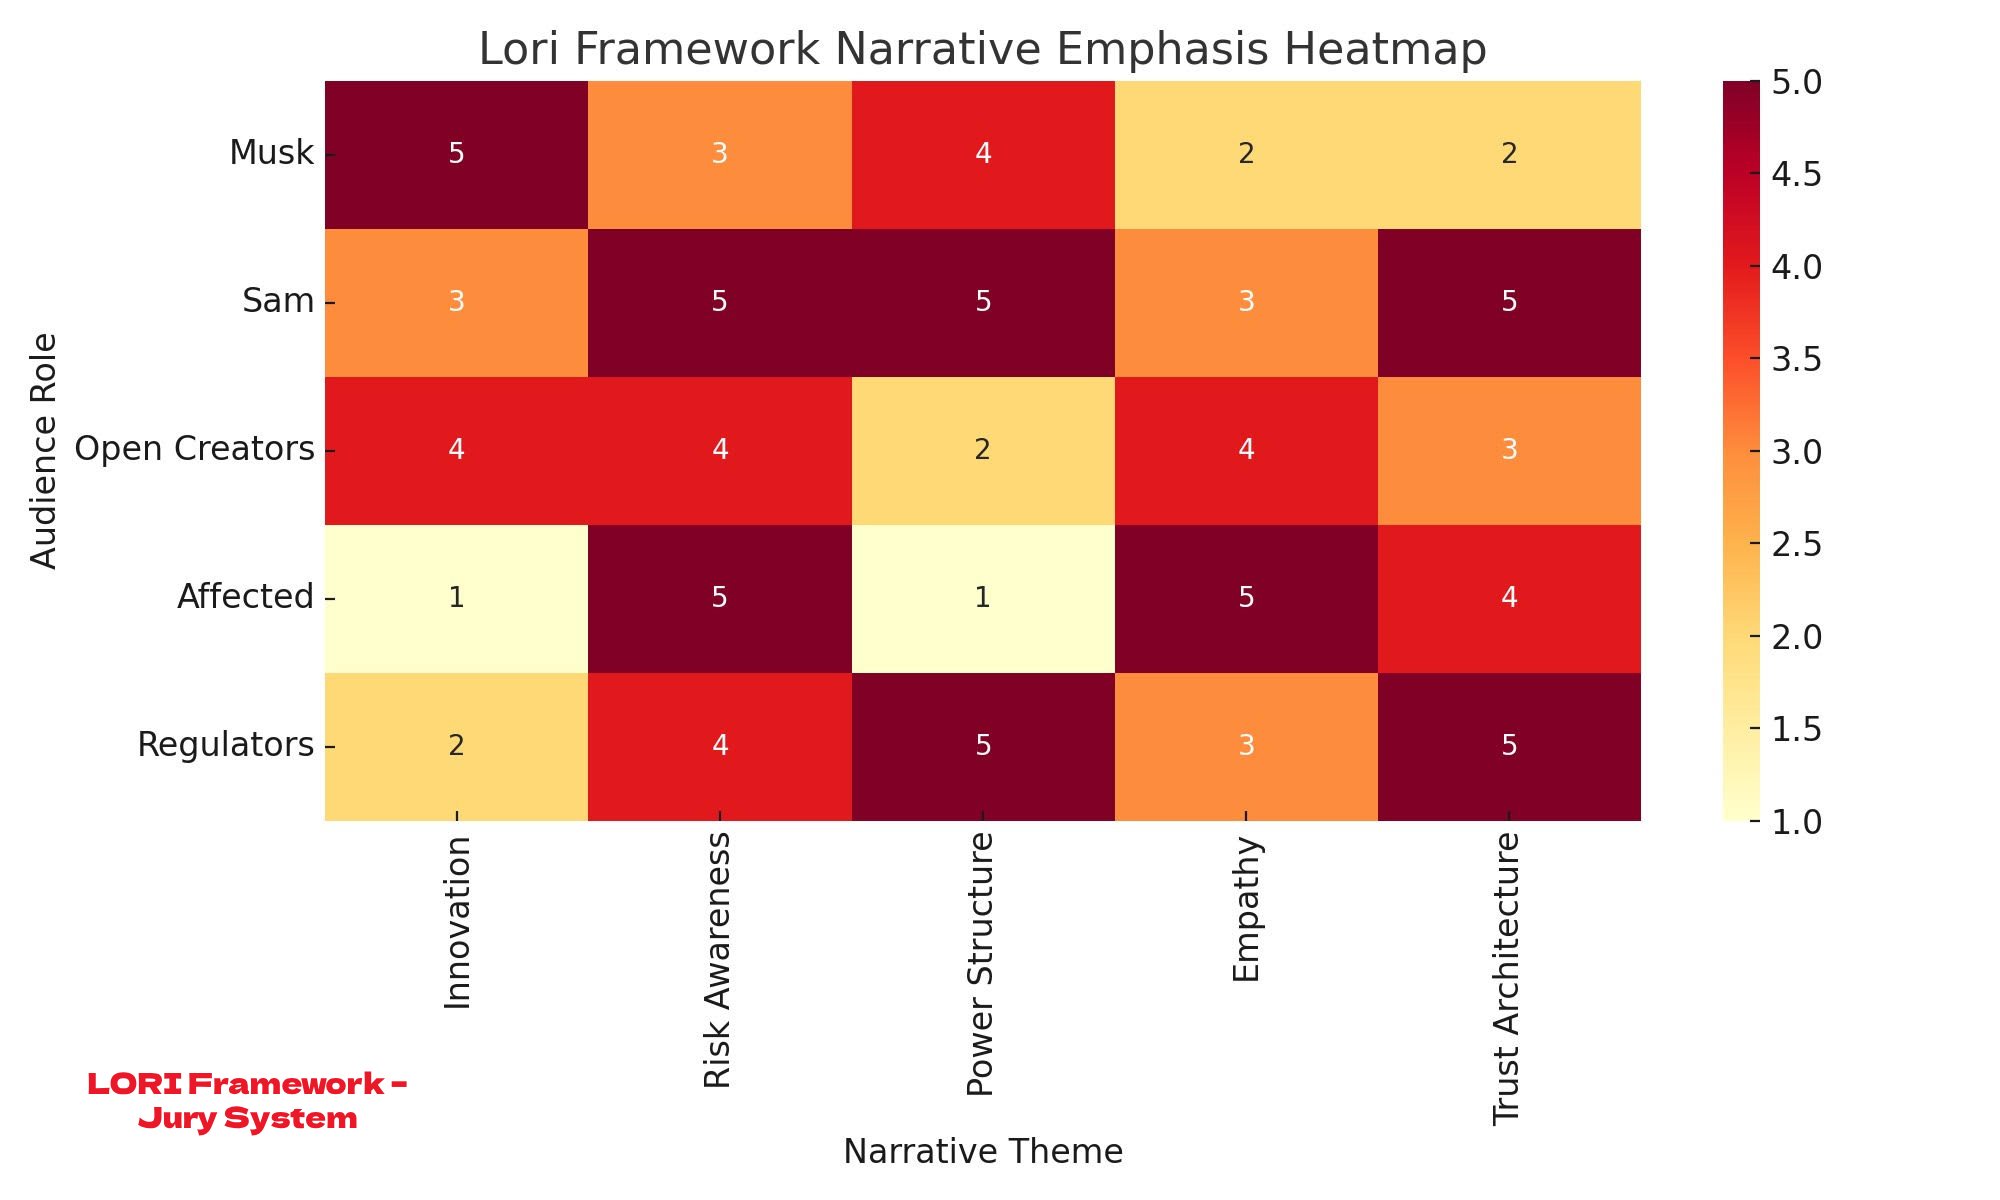 Lori Framework Narrative Emphasis Heatmap
Audience Role
Musk 5 3 4 2 2
Sam 3 5 5 3 5
Open Creators 4 4 2 4 3
Affected 1 5 1 5 4
Regulators 2 4 5 3 5
Innovation
Risk Awareness
Power Structure
Empathy
Trust Architecture
Narrative Theme
5.0
4.5
4.0
3.5
3.0
2.5
2.0
1.5
1.0
LORI Framework -
Jury System